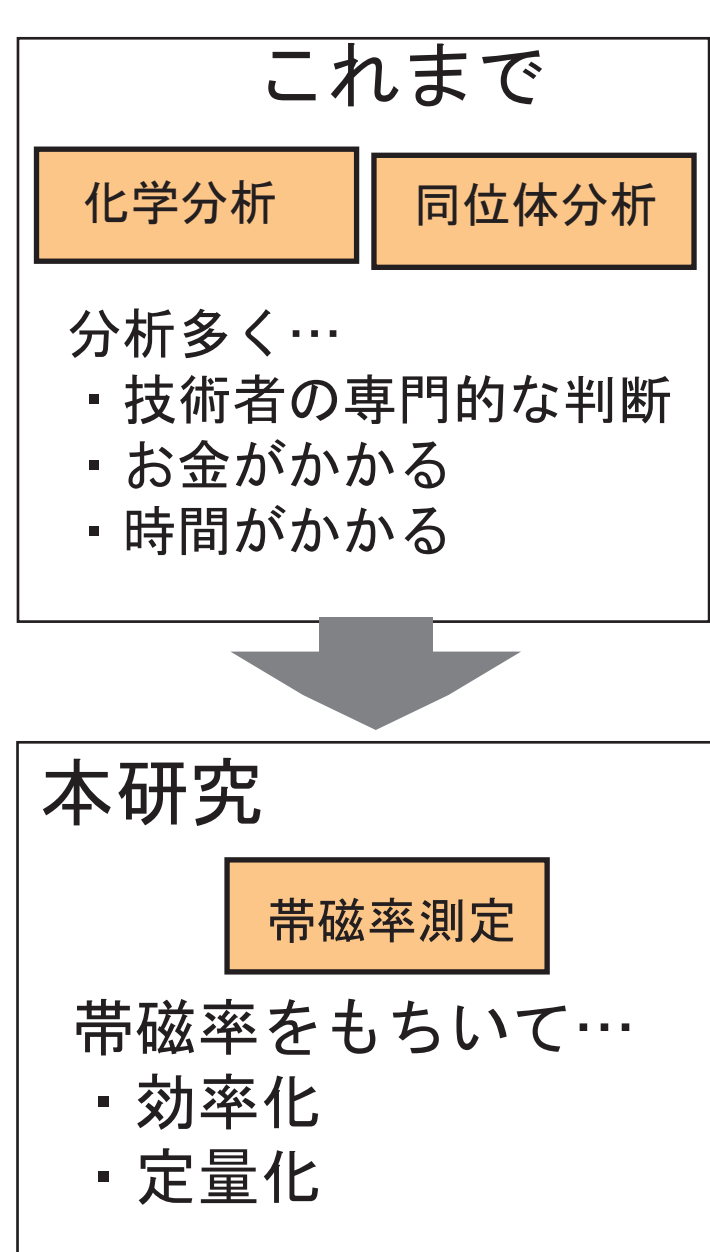 これまで
化学分析
同位体分析
分析多く…
・技術者の専門的な判断
・お金がかかる
・時間がかかる
本研究
帯磁率測定
帯磁率をもちいて…
・効率化
・定量化